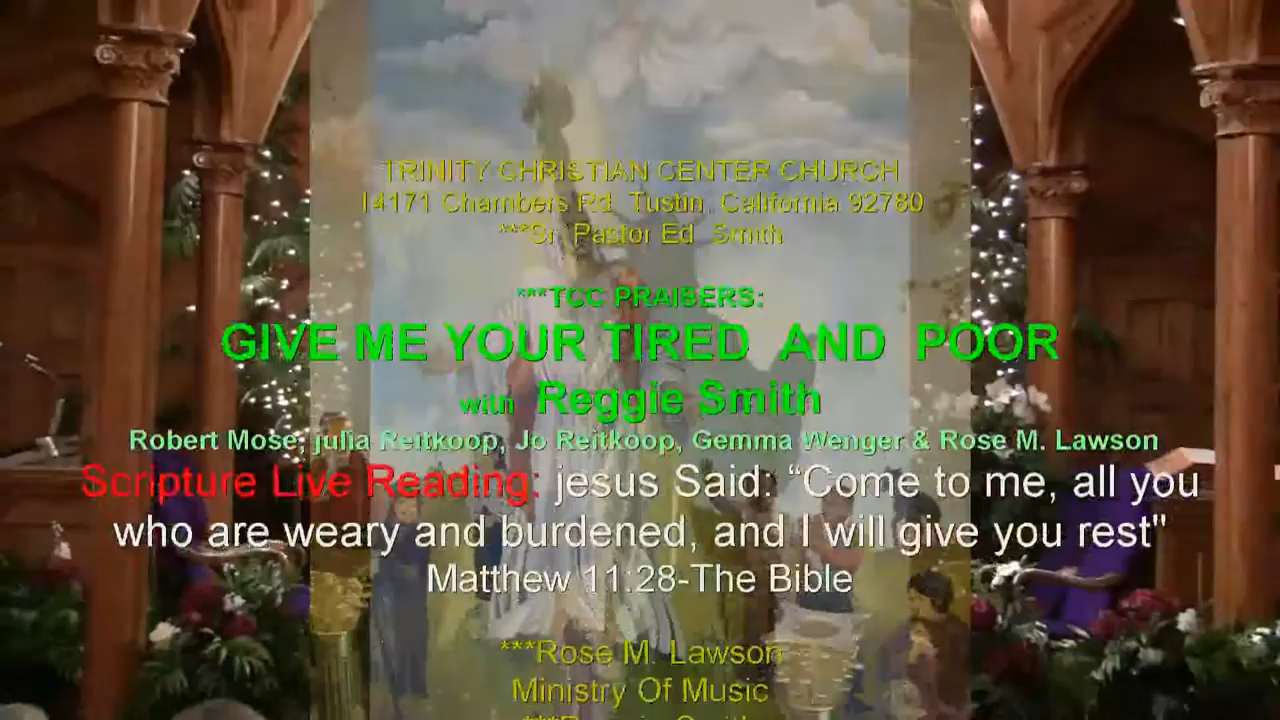 TRINITY CHRISTIAN CENTER CHURCH
14171 Chambers Rd. Tustin, California 92780
***Sr. Pastor Ed Smith
***TCC PRAISERS:
GIVE ME YOUR TIRED AND POOR
with Reggie Smith
Robert Mose, julia Reitkoop, Jo Reitkoop, Gemma Wenger & Rose M. Lawson
Scripture Live Reading: jesus Said: “Come to me, all you
who are weary and burdened, and I will give you rest"
Matthew 11:28-The Bible
***Rose M. Lawson
Ministry Of Music